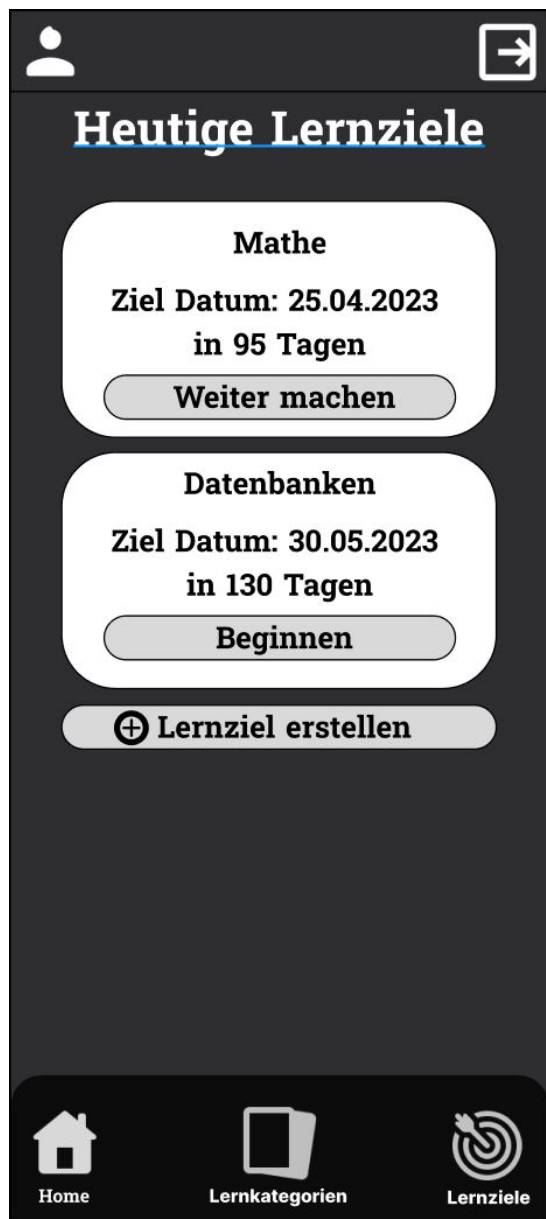 Heutige Lernziele
Mathe
Ziel Datum: 25.04.2023
in 95 Tagen
Weiter machen
Datenbanken
Ziel Datum: 30.05.2023
in 130 Tagen
Beginnen
Lernziel erstellen
Home
Lernkategorien
Lernziele